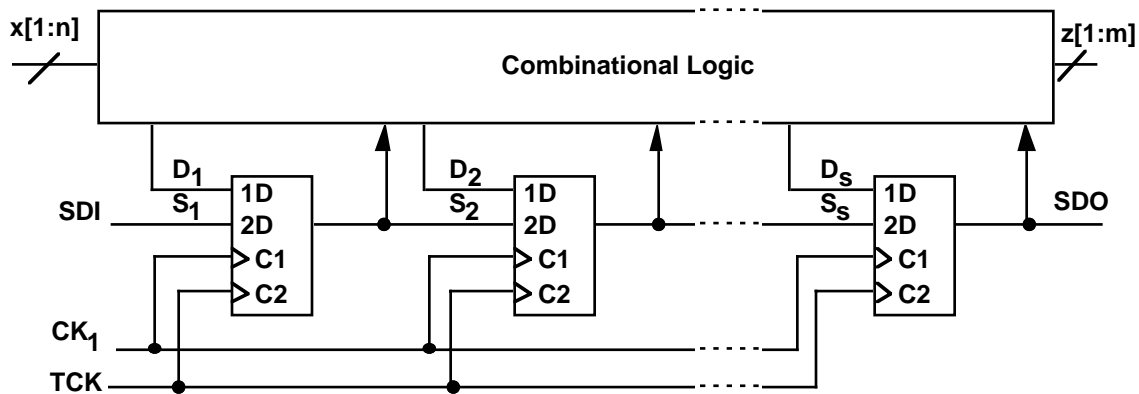 x[1:n]
z[1:m]
Combinational Logic
D1
D2
Ds
SDI
S1
S2
Ss
SDO
1D
2D
C1
C2
1D
2D
C1
C2
1D
2D
C1
C2
CK1
TCK